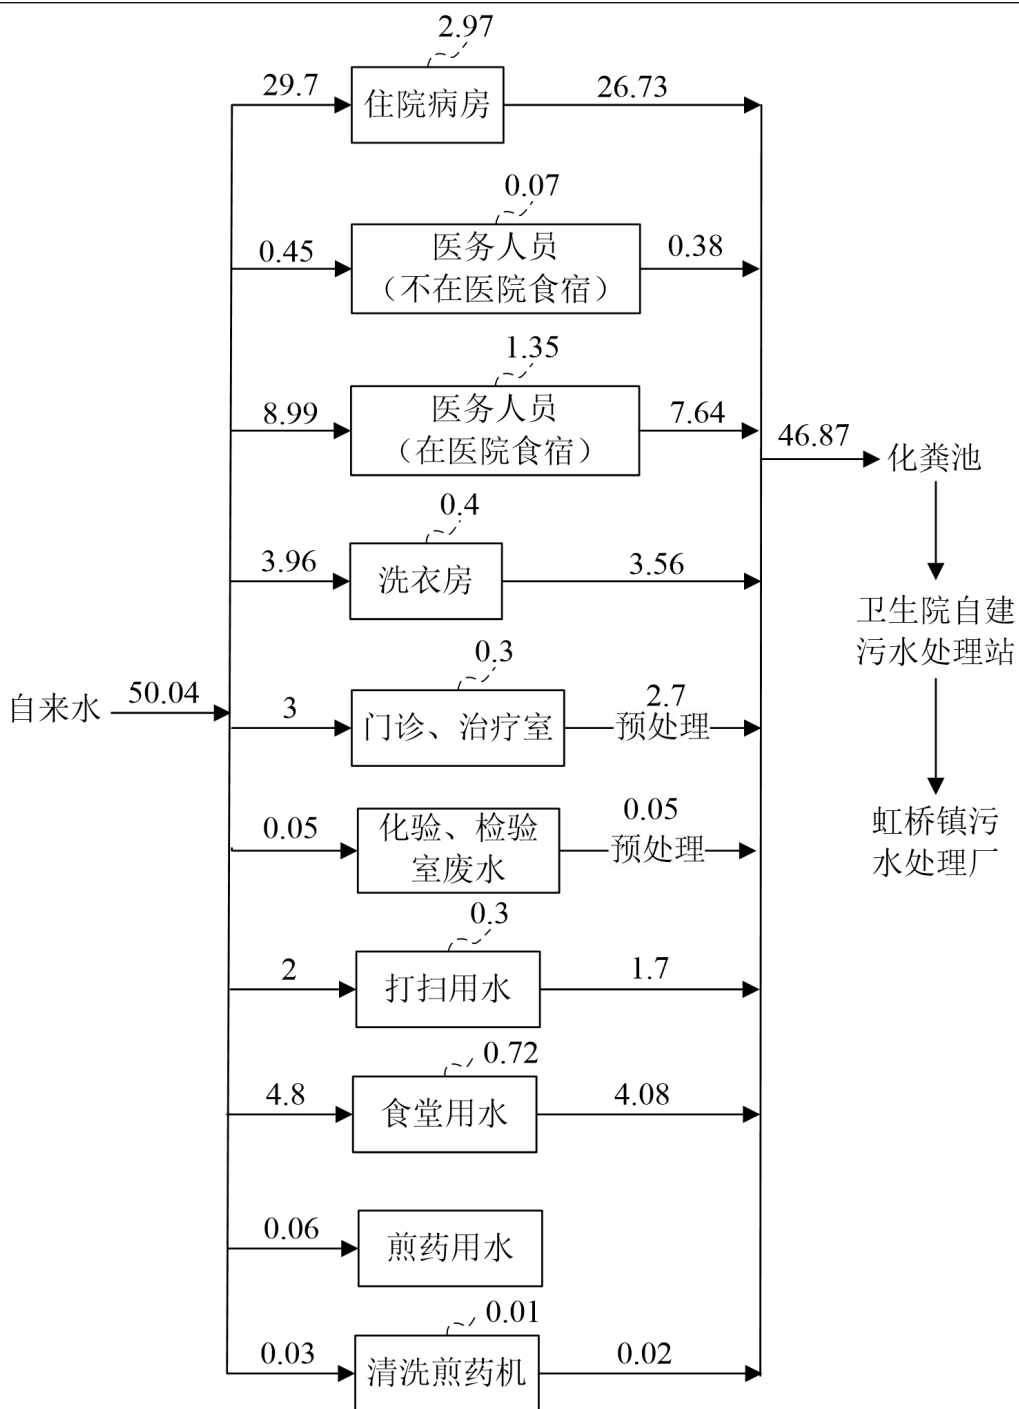 2.97
29.7
住院病房
26.73
0.07
0.45
医务人员
（不在医院食宿）
0.38
1.35
8.99
医务人员
（在医院食宿）
7.64
46.87
化粪池
0.4
3.96
洗衣房
3.56
卫生院自建
污水处理站
0.3
自来水
50.04
3
门诊、治疗室
2.7
预处理
0.05
化验、检验
室废水
0.05
预处理
虹桥镇污
水处理厂
0.3
2
打扫用水
1.7
0.72
4.8
食堂用水
4.08
0.06
煎药用水
0.01
0.03
清洗煎药机
0.02